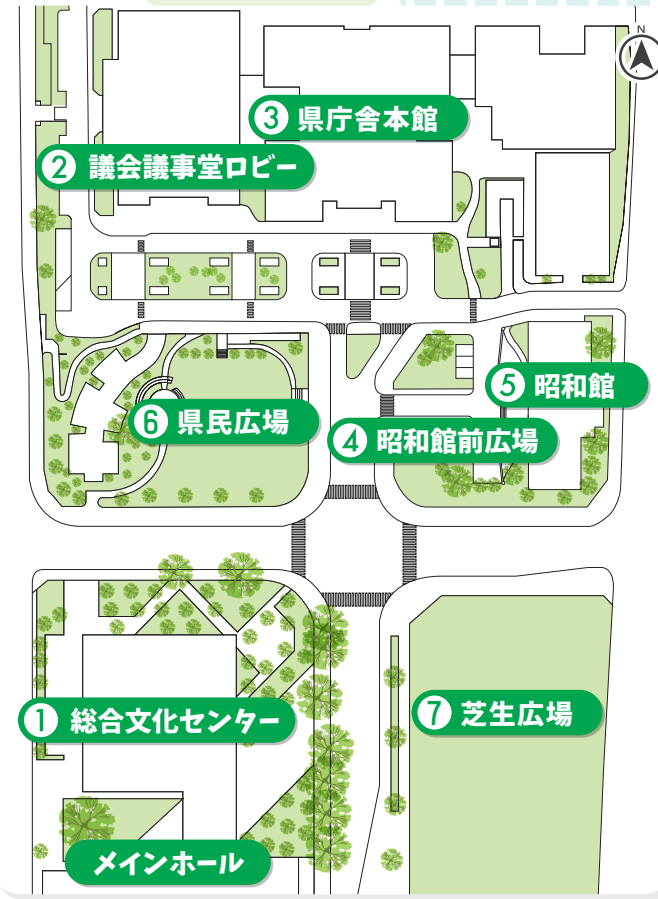 N
③ 県庁舎本館
② 議会議事堂ロビー
⑤ 昭和館
⑥ 県民広場
④ 昭和館前広場
① 総合文化センター
⑦ 芝生広場
メインホール